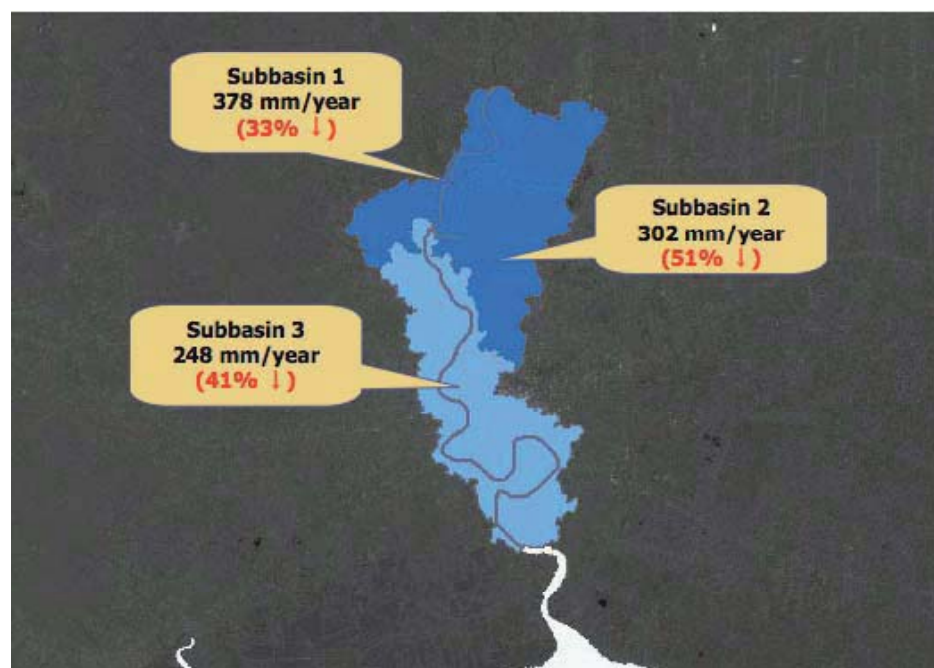 Subbasin 1
378 mm/year
(33% ↓)
Subbasin 2
302 mm/year
(51% ↓)
Subbasin 3
248 mm/year
(41% ↓)